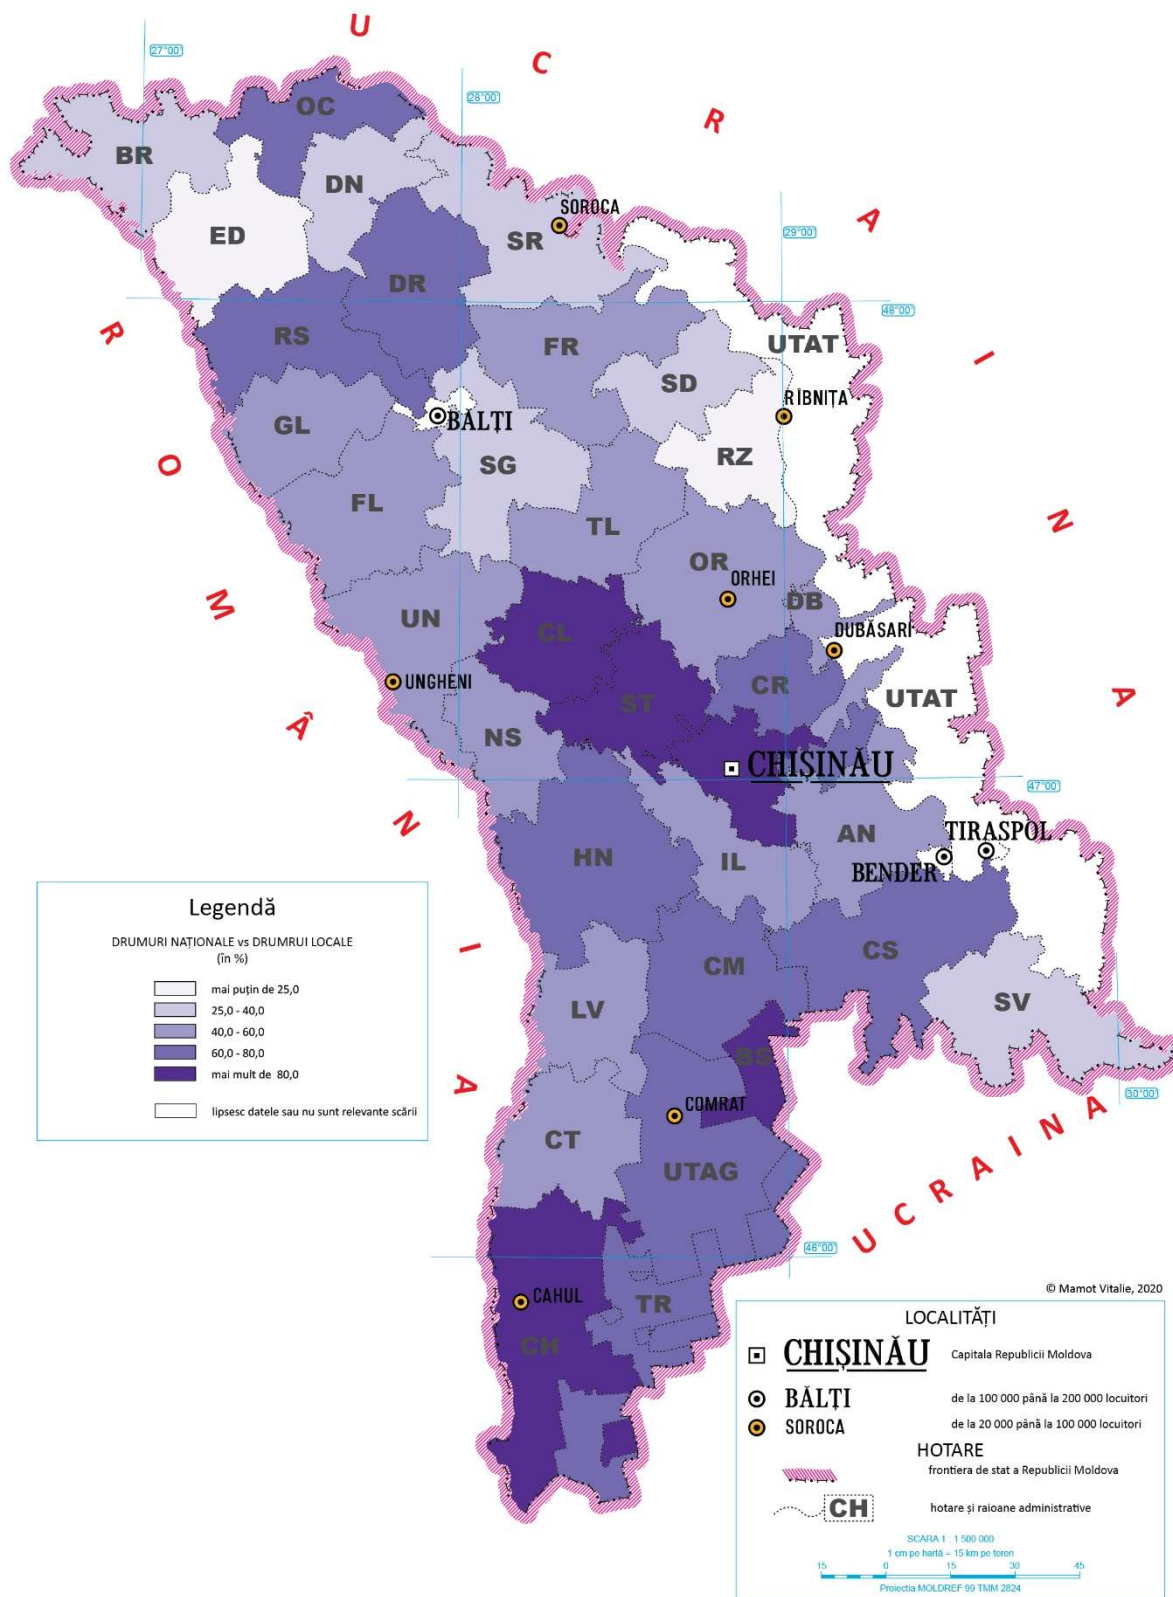 U C R A I N A
27°00'
28°00'
OC
BR
DN
ED
SOROCA
SR
29°00'
DR
48°00'
R O M Â N I A
RS
FR
UTAT
SD
RÎBNIȚA
GL
BĂLȚI
SG
RZ
FL
TL
OR
ORHEI
DB
UN
CL
DUBĂSARI
UNGHENI
ST
CR
UTAT
NS
CHIȘINĂU
47°00'
HN
IL
AN
TIRASPOL
BENDER
Legendă
DRUMURI NAȚIONALE vs DRUMRUI LOCALE
(în %)
mai puțin de 25,0
25,0 - 40,0
40,0 - 60,0
60,0 - 80,0
mai mult de 80,0
lipsesc datele sau nu sunt relevante scării
CM
CS
LV
SV
BS
30°00'
COMRAT
CT
UTAG
U C R A I N A
46°00'
CAHUL
TR
CH
© Mamot Vitalie, 2020
LOCALITĂȚI
CHIȘINĂU Capitala Republicii Moldova
BĂLȚI de la 100 000 până la 200 000 locuitori
SOROCA de la 20 000 până la 100 000 locuitori
HOTARE
frontiera de stat a Republicii Moldova
CH hotare și raioane administrative
SCARA 1 : 1 500 000
1 cm pe hartă = 15 km pe teren
15 0 15 30 45
Proiectia MOLDREF 99 TMM 2824